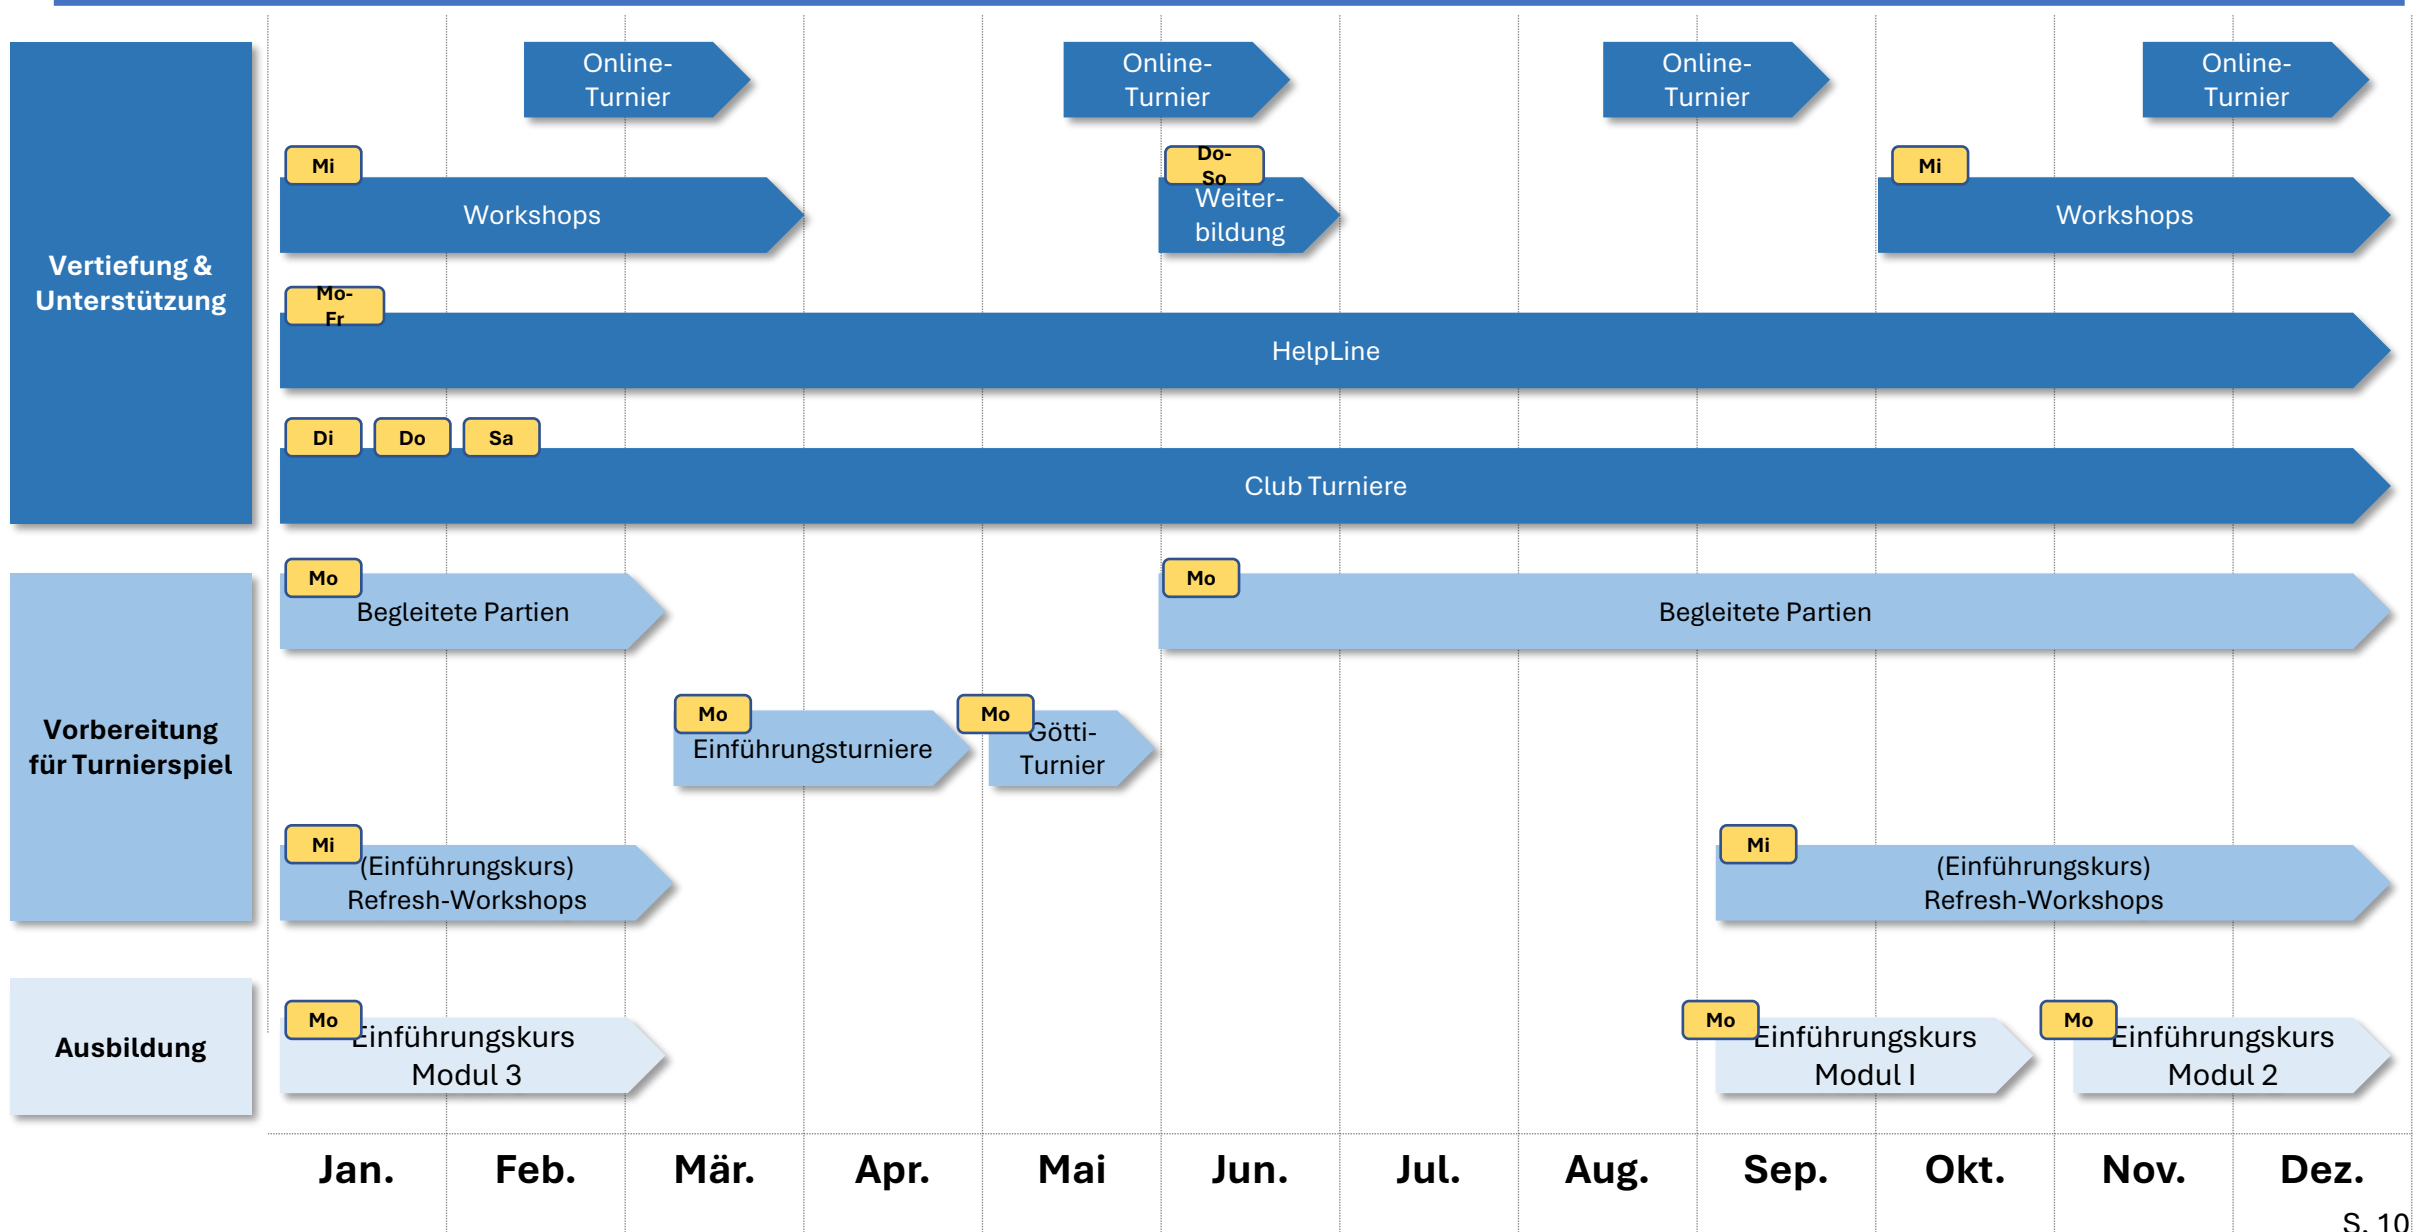 Online-
Turnier
Online-
Turnier
Online-
Turnier
Online-
Turnier
Mi
Workshops
Do-
So
Weiter-
bildung
Mi
Workshops
Vertiefung &
Unterstützung
Mo-
Fr
HelpLine
Di
Do
Sa
Club Turniere
Mo
Begleitete Partien
Mo
Begleitete Partien
Vorbereitung
für Turnierspiel
Mo
Einführungsturniere
Mo
Götti-
Turnier
Mi
(Einführungskurs)
Refresh-Workshops
Mi
(Einführungskurs)
Refresh-Workshops
Ausbildung
Mo
Einführungskurs
Modul 3
Mo
Einführungskurs
Modul I
Mo
Einführungskurs
Modul 2
Jan.
Feb.
Mär.
Apr.
Mai
Jun.
Jul.
Aug.
Sep.
Okt.
Nov.
Dez.
S. 10